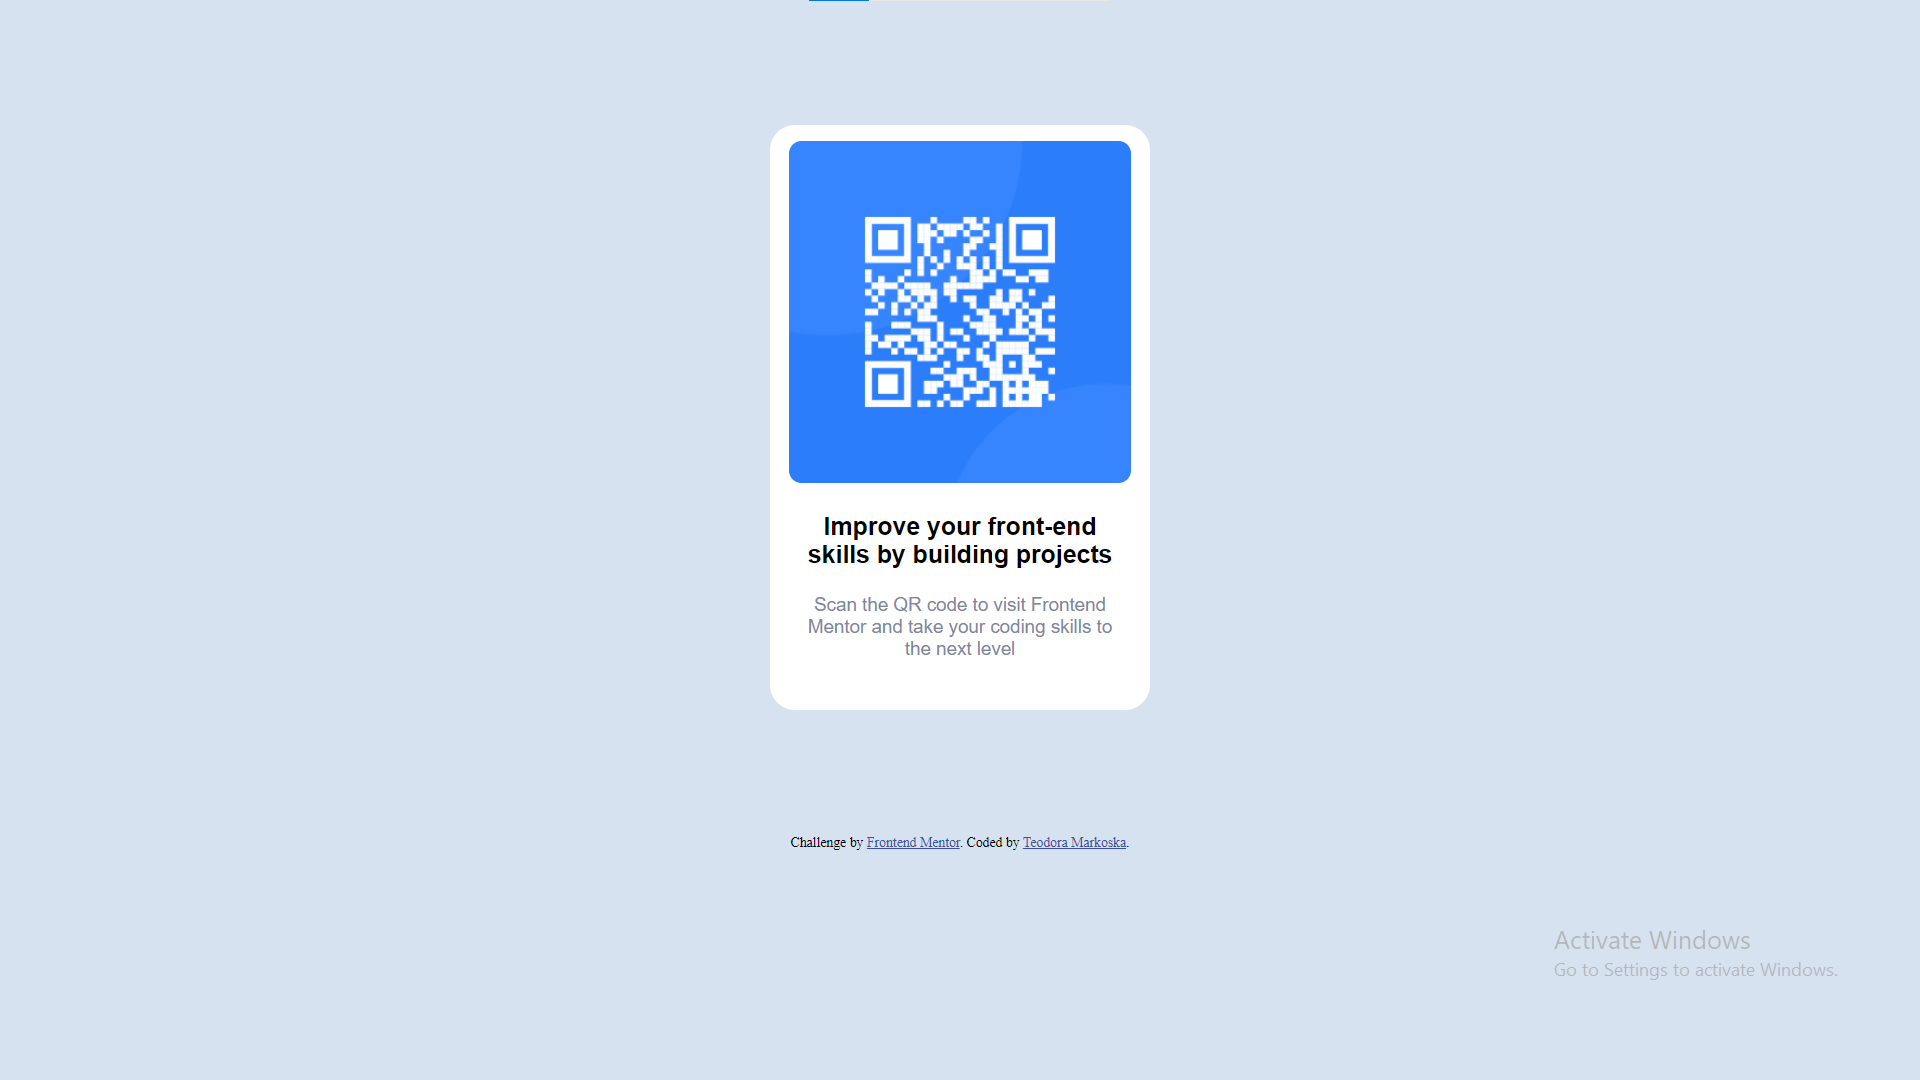 Improve your front-end
skills by building projects
Scan the QR code to visit Frontend
Mentor and take your coding skills to
the next level
Challenge by Frontend Mentor. Coded by Teodora Markoska.
Activate Windows
Go to Settings to activate Windows.